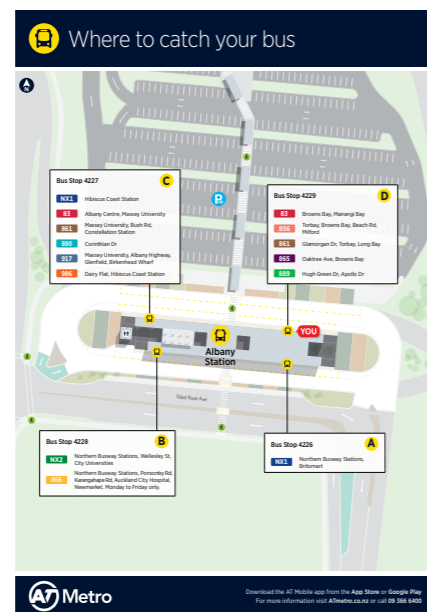 Where to catch your bus
N
Bus Stop 4227
C
NX1 Hibiscus Coast Station
83 Albany Centre, Massey University
861 Massey University, Bush Rd,
Constellation Station
890 Corinthian Dr
917 Massey University, Albany Highway,
Glenfield, Birkenhead Wharf
986 Dairy Flat, Hibiscus Coast Station
P
Bus Stop 4229
D
83 Browns Bay, Mairangi Bay
856 Torbay, Browns Bay, Beach Rd,
Milford
861 Glamorgan Dr, Torbay, Long Bay
865 Oaktree Ave, Browns Bay
889 Hugh Green Dr, Apollo Dr
YOU
Albany
Station
Elliot Rose Ave
Bus Stop 4228
B
NX2 Northern Busway Stations, Wellesley St,
City Universities
866 Northern Busway Stations, Ponsonby Rd,
Karangahape Rd, Auckland City Hospital,
Newmarket. Monday to Friday only.
Bus Stop 4226
A
NX1 Northern Busway Stations,
Britomart
AT Metro
Download the AT Mobile app from the App Store or Google Play
For more information visit ATmetro.co.nz or call 09 366 6400